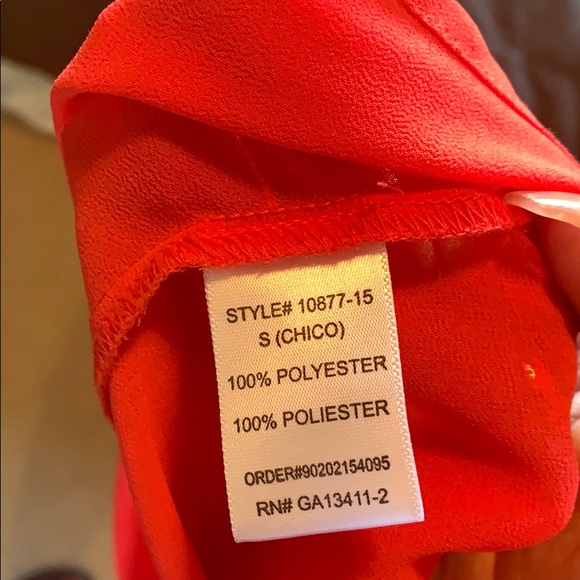 STYLE# 10877-15
S (CHICO)
100% POLYESTER
100% POLIESTER
ORDER#90202154095
RN# GA13411-2